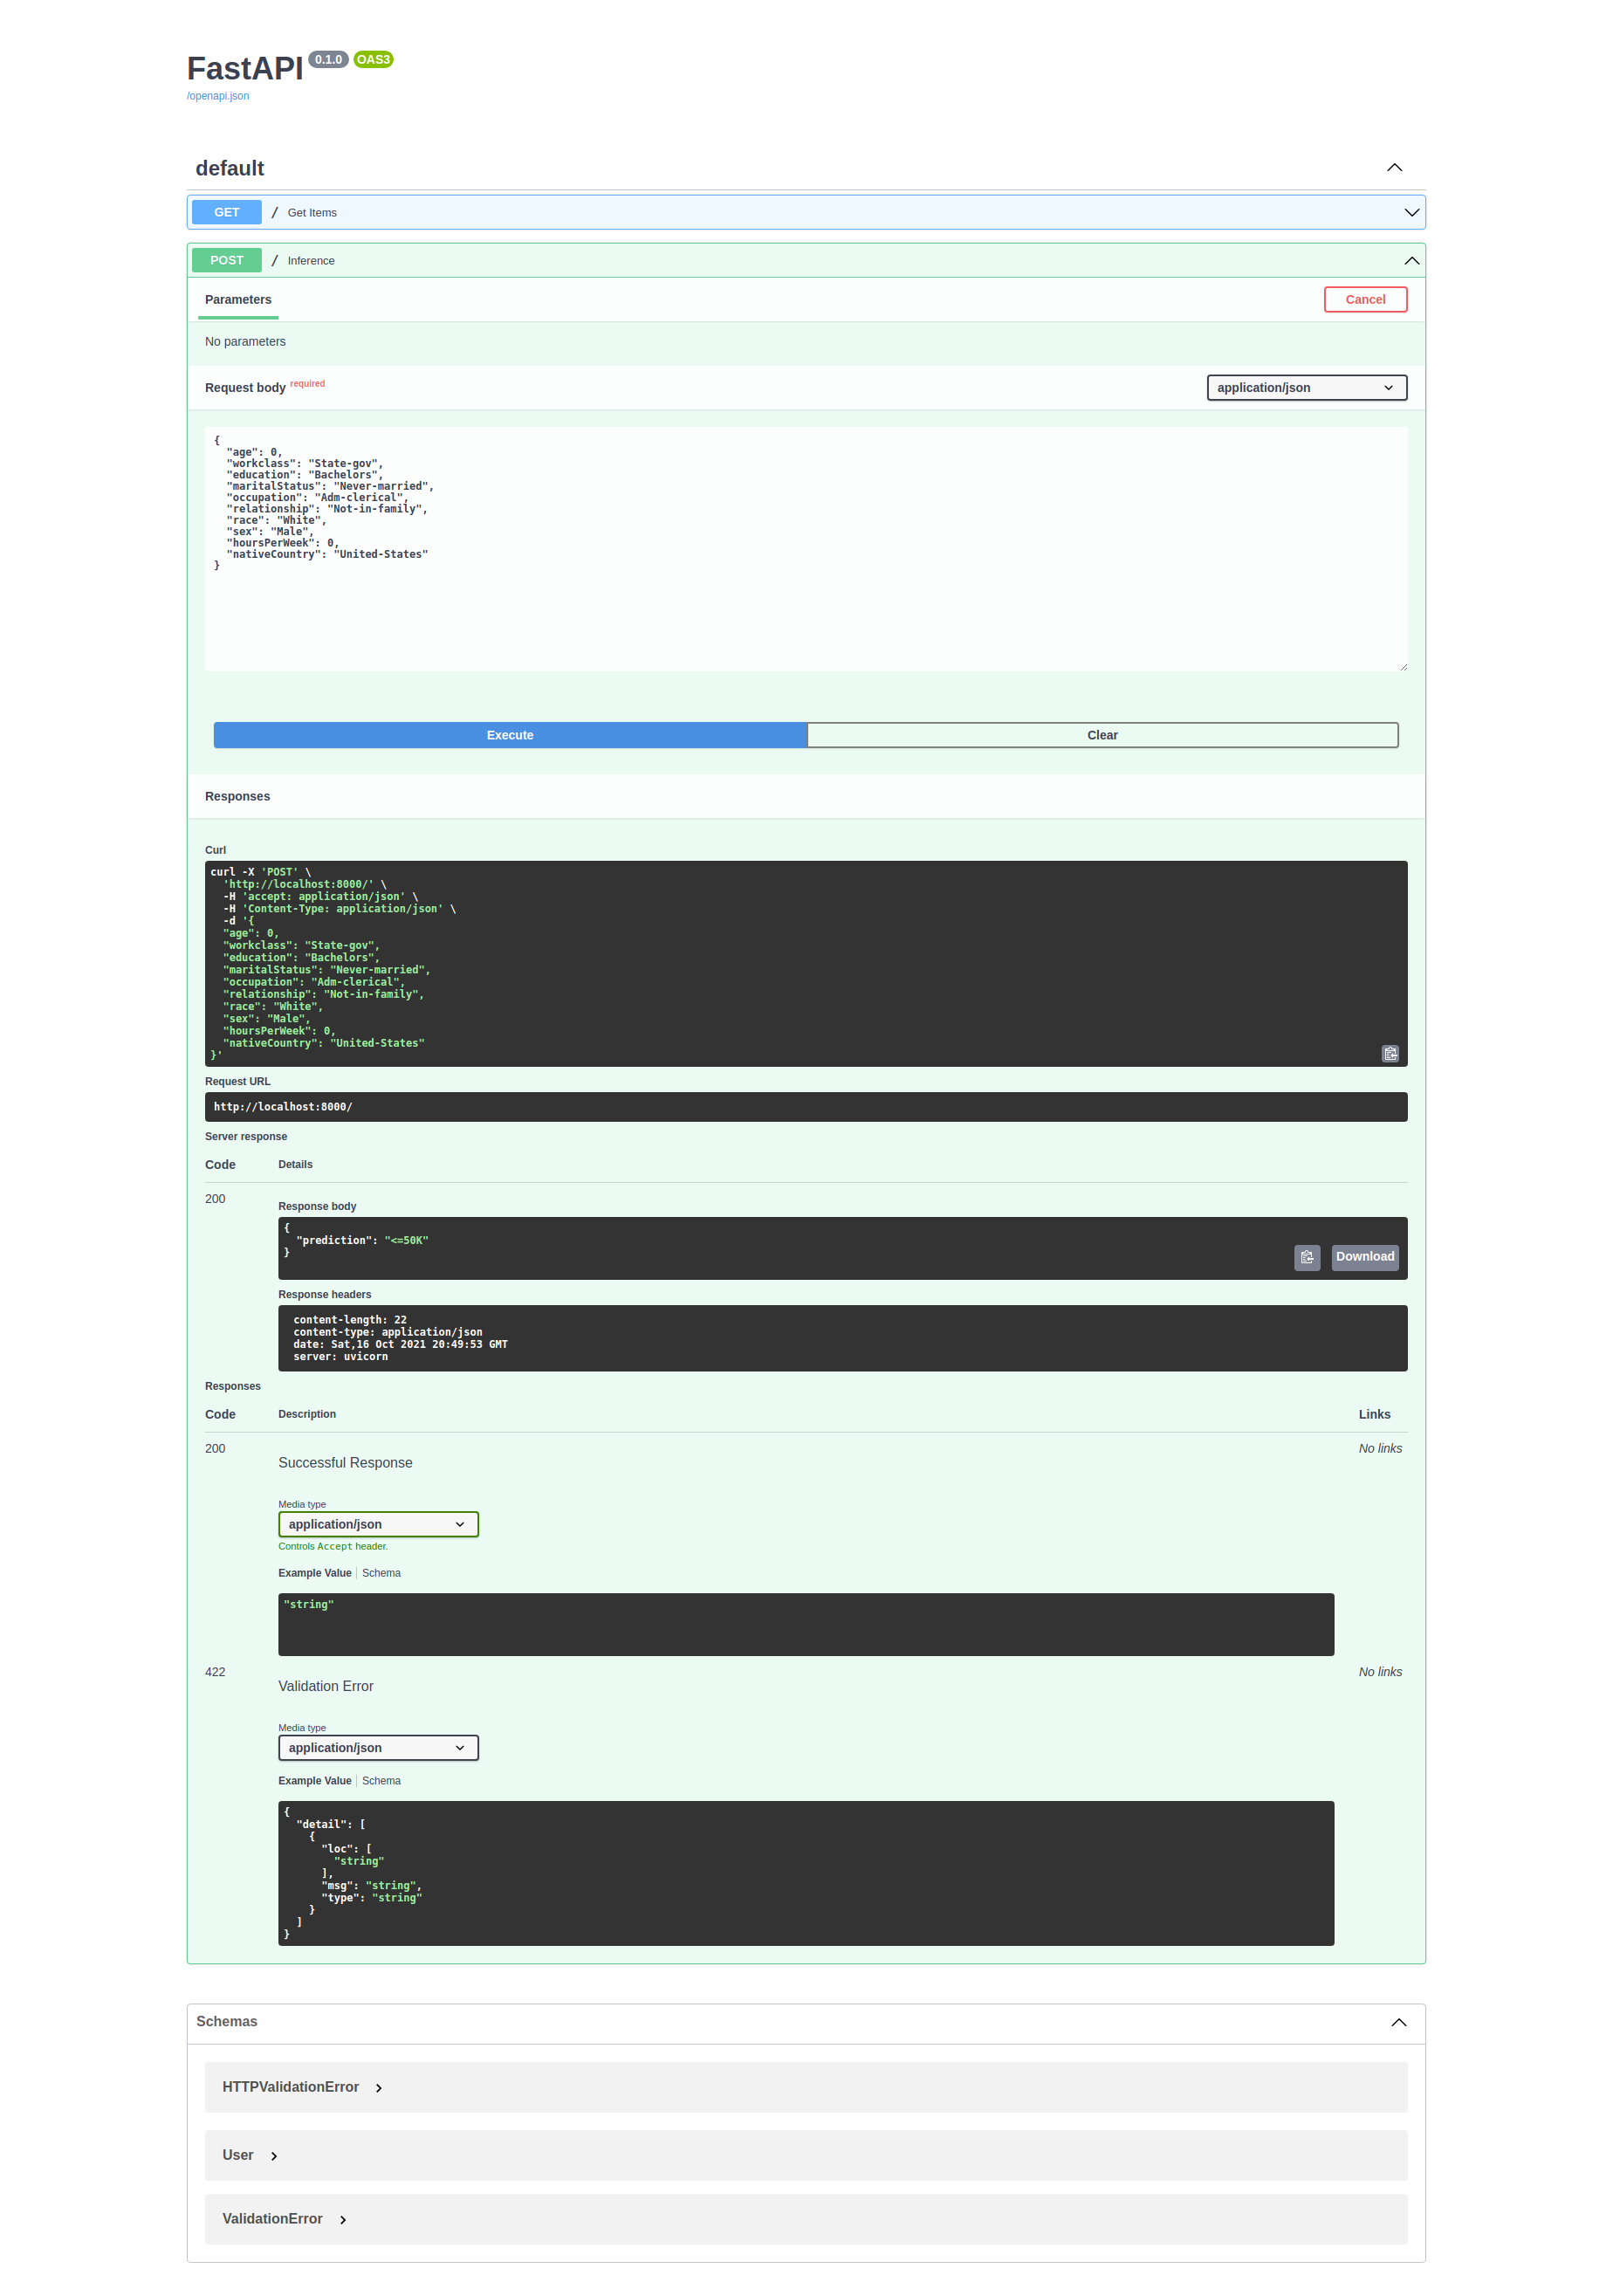 FastAPI 0.1.0 OAS3
/openapi.json
default
GET / Get Items
POST / Inference
Parameters Cancel
No parameters
Request body required application/json
{
  "age": 0,
  "workclass": "State-gov",
  "education": "Bachelors",
  "maritalStatus": "Never-married",
  "occupation": "Adm-clerical",
  "relationship": "Not-in-family",
  "race": "White",
  "sex": "Male",
  "hoursPerWeek": 0,
  "nativeCountry": "United-States"
}
Execute Clear
Responses
Curl
curl -X 'POST' \
  'http://localhost:8000/' \
  -H 'accept: application/json' \
  -H 'Content-Type: application/json' \
  -d '{
  "age": 0,
  "workclass": "State-gov",
  "education": "Bachelors",
  "maritalStatus": "Never-married",
  "occupation": "Adm-clerical",
  "relationship": "Not-in-family",
  "race": "White",
  "sex": "Male",
  "hoursPerWeek": 0,
  "nativeCountry": "United-States"
}'
Request URL
http://localhost:8000/
Server response
Code Details
200
Response body
{
  "prediction": "<=50K"
}
Download
Response headers
content-length: 22
content-type: application/json
date: Sat,16 Oct 2021 20:49:53 GMT
server: uvicorn
Responses
Code Description Links
200 No links
Successful Response
Media type
application/json
Controls Accept header.
Example Value Schema
"string"
422 No links
Validation Error
Media type
application/json
Example Value Schema
{
  "detail": [
    {
      "loc": [
        "string"
      ],
      "msg": "string",
      "type": "string"
    }
  ]
}
Schemas
HTTPValidationError
User
ValidationError